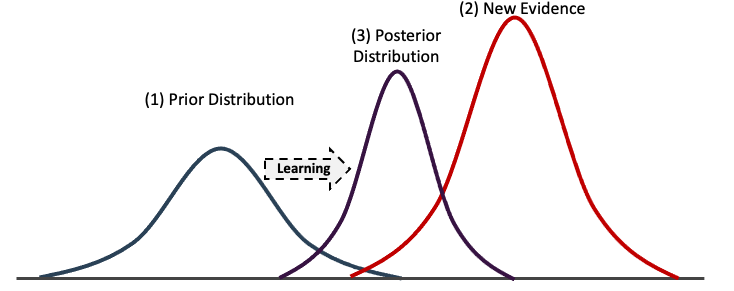 (2) New Evidence
(3) Posterior
Distribution
(1) Prior Distribution
Learning